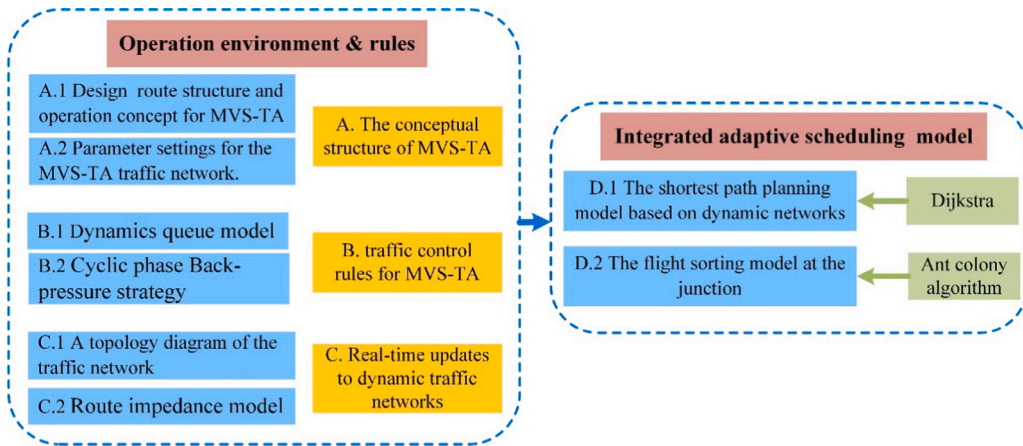 Operation environment & rules
A.1 Design route structure and
operation concept for MVS-TA
A.2 Parameter settings for the
MVS-TA traffic network.
A. The conceptual
structure of MVS-TA
B.1 Dynamics queue model
B.2 Cyclic phase Back-
pressure strategy
B. traffic control
rules for MVS-TA
C.1 A topology diagram of the
traffic network
C.2 Route impedance model
C. Real-time updates
to dynamic traffic
networks
Integrated adaptive scheduling model
D.1 The shortest path planning
model based on dynamic networks
Dijkstra
D.2 The flight sorting model at the
junction
Ant colony
algorithm